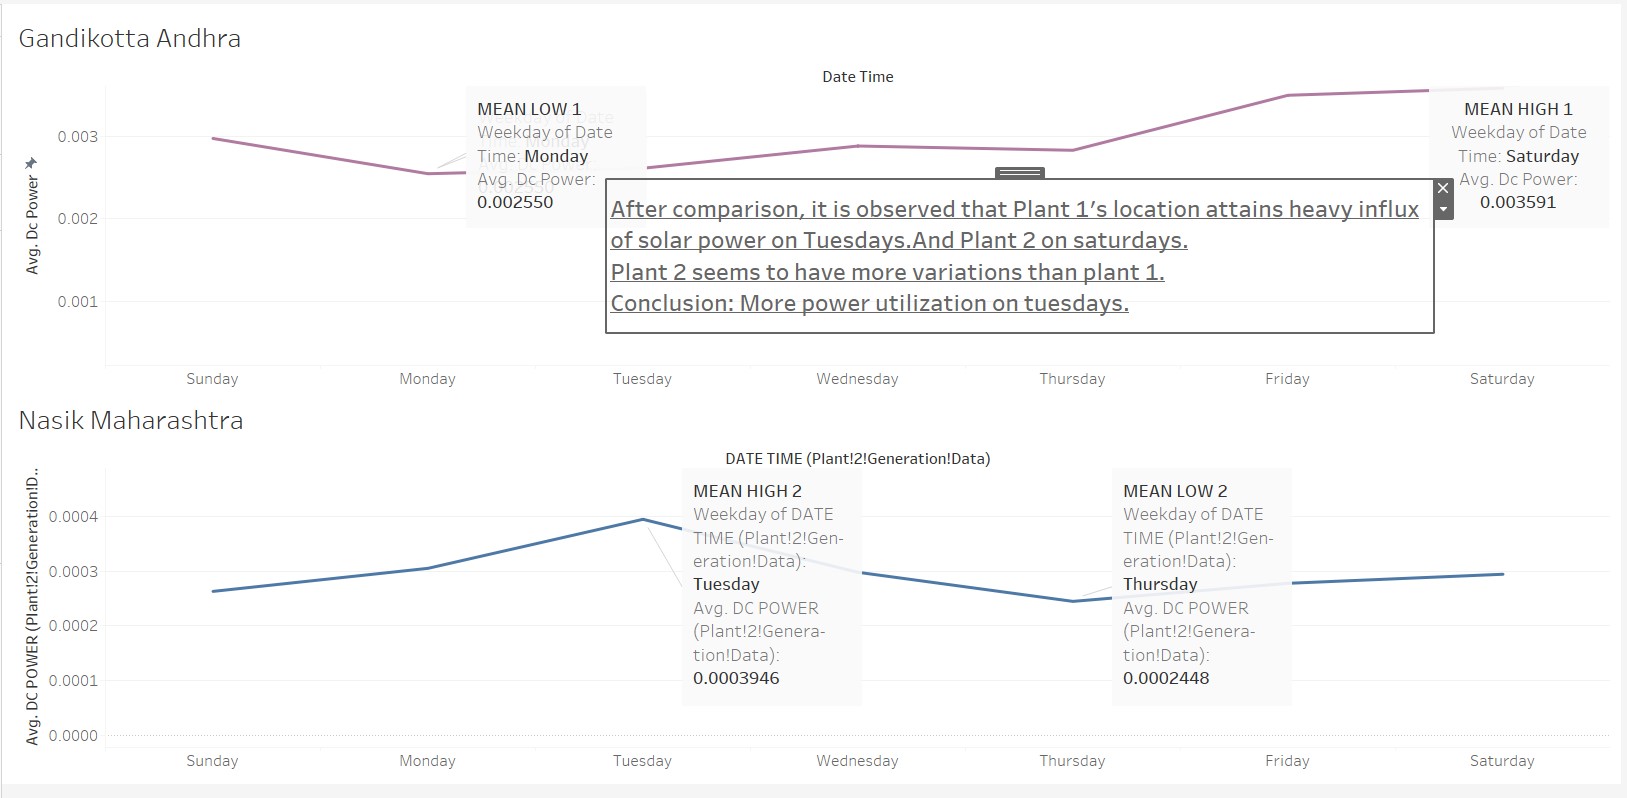 Gandikotta Andhra
Date Time
MEAN LOW 1
Weekday of Date
Time: Monday
Avg. Dc Power:
0.002550
MEAN HIGH 1
Weekday of Date
Time: Saturday
Avg. Dc Power:
0.003591
Avg. Dc Power
0.003
0.002
0.001
After comparison, it is observed that Plant 1's location attains heavy influx
of solar power on Tuesdays.And Plant 2 on saturdays.
Plant 2 seems to have more variations than plant 1.
Conclusion: More power utilization on tuesdays.
Sunday Monday Tuesday Wednesday Thursday Friday Saturday
Nasik Maharashtra
DATE TIME (Plant!2!Generation!Data)
Avg. DC POWER (Plant!2!Generation!D..
0.0004
0.0003
0.0002
0.0001
0.0000
MEAN HIGH 2
Weekday of DATE
TIME (Plant!2!Gen-
eration!Data):
Tuesday
Avg. DC POWER
(Plant!2!Genera-
tion!Data):
0.0003946
MEAN LOW 2
Weekday of DATE
TIME (Plant!2!Gen-
eration!Data):
Thursday
Avg. DC POWER
(Plant!2!Genera-
tion!Data):
0.0002448
Sunday Monday Tuesday Wednesday Thursday Friday Saturday